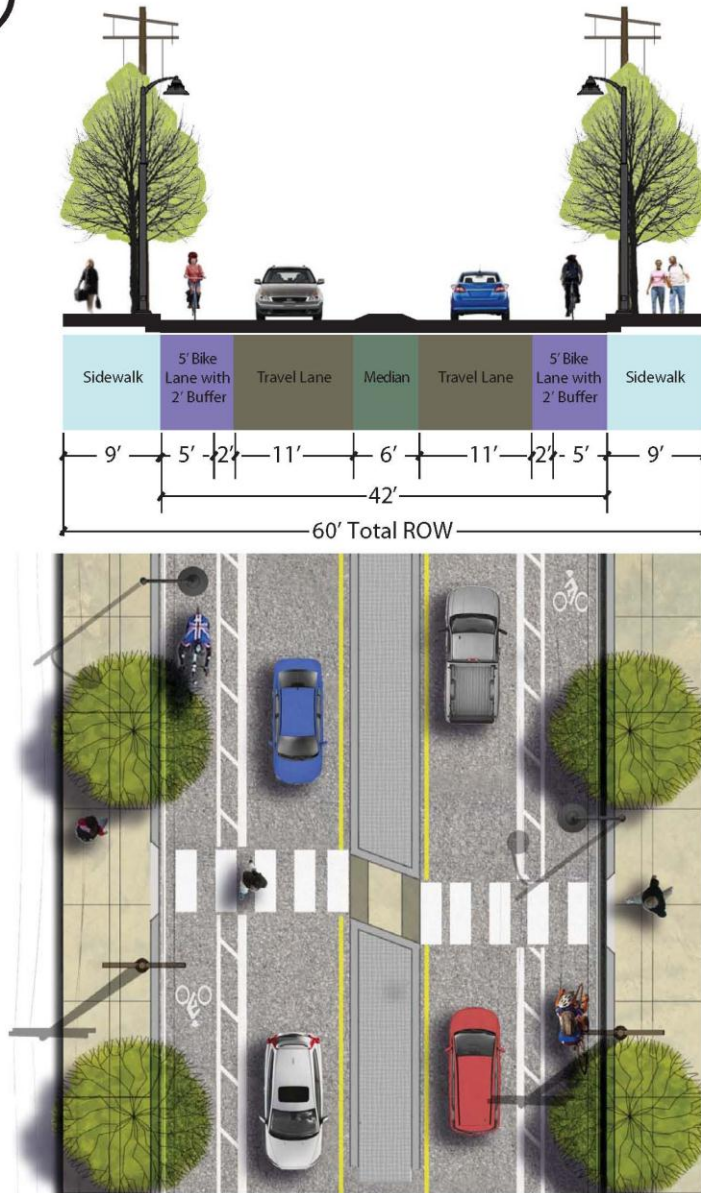 Sidewalk
5' Bike
Lane with
2' Buffer
Travel Lane
Median
Travel Lane
5' Bike
Lane with
2' Buffer
Sidewalk
9' 5' 2' 11' 6' 11' 2' 5' 9'
42'
60' Total ROW